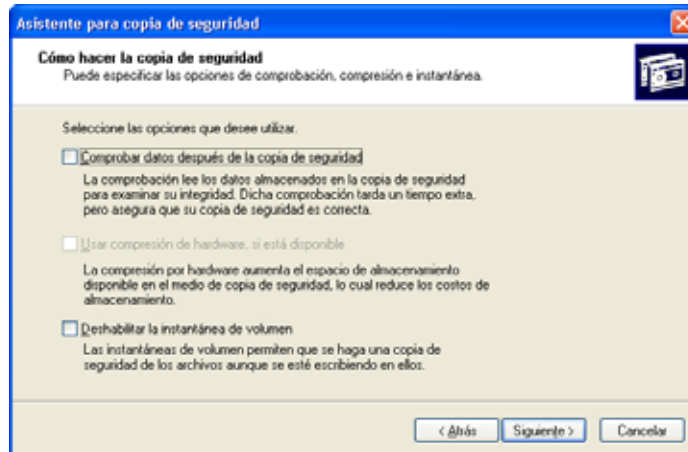 Asistente para copia de seguridad
Cómo hacer la copia de seguridad
Puede especificar las opciones de comprobación, compresión e instantánea.
Seleccione las opciones que desee utilizar.
Comprobar datos después de la copia de seguridad
La comprobación lee los datos almacenados en la copia de seguridad
para examinar su integridad. Dicha comprobación tarda un tiempo extra,
pero asegura que su copia de seguridad es correcta.
Usar compresión de hardware, si está disponible
La compresión por hardware aumenta el espacio de almacenamiento
disponible en el medio de copia de seguridad, lo cual reduce los costos de
almacenamiento.
Deshabilitar la instantánea de volumen
Las instantáneas de volumen permiten que se haga una copia de
seguridad de los archivos aunque se esté escribiendo en ellos.
< Atrás Siguiente > Cancelar